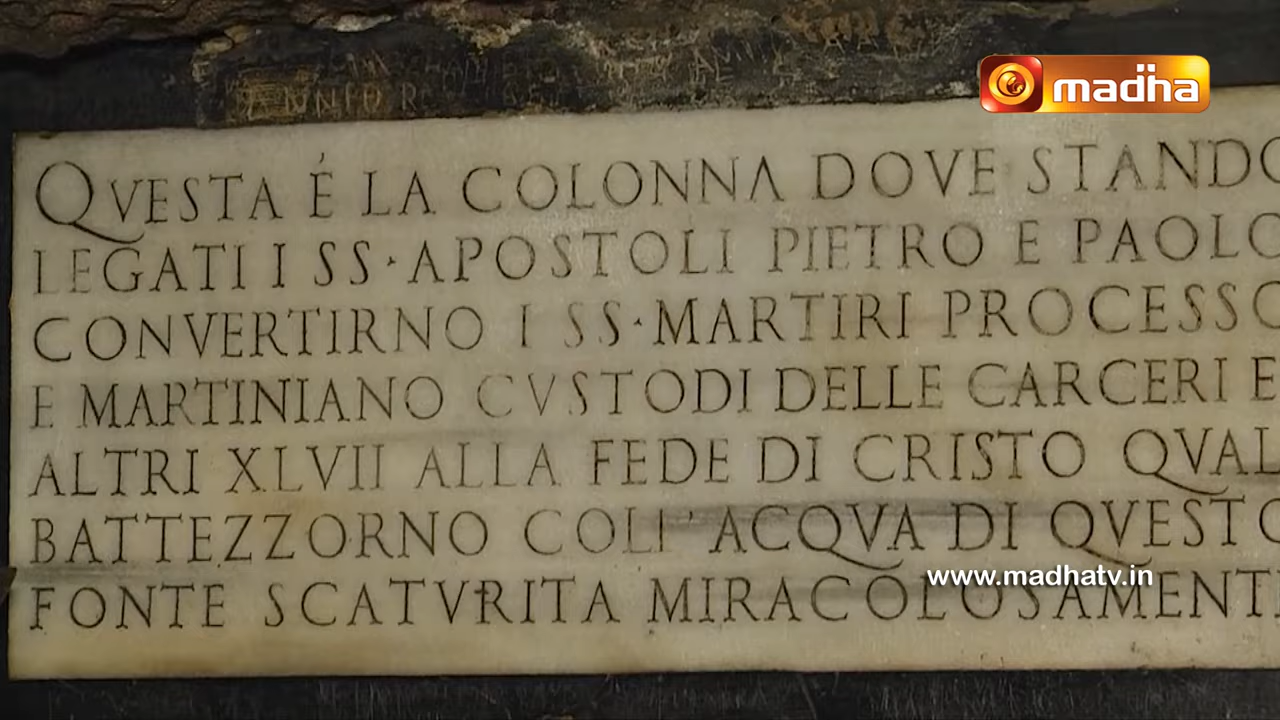 madha
QVESTA É LA COLONNA DOVE STANDO
LEGATI I SS·APOSTOLI PIETRO E PAOLO
CONVERTIRNO I SS·MARTIRI PROCESSO
E MARTINIANO CVSTODI DELLE CARCERI E
ALTRI XLVII ALLA FEDE DI CRISTO QVAL
BATTEZZORNO COLL'ACQVA DI QVESTO
FONTE SCATVRITA MIRACOLOSAMENT
www.madhatv.in